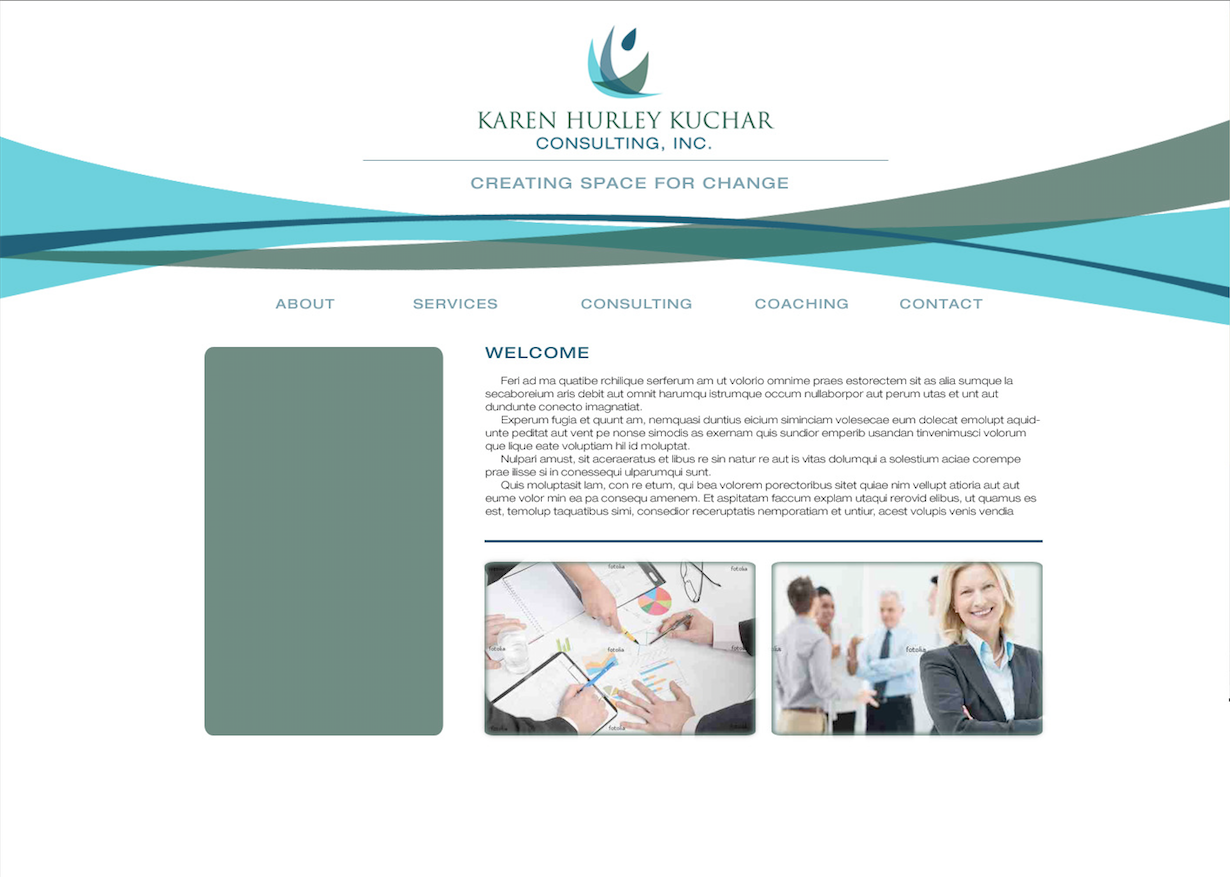 KAREN HURLEY KUCHAR
CONSULTING, INC.
CREATING SPACE FOR CHANGE
ABOUT SERVICES CONSULTING COACHING CONTACT
WELCOME
Feri ad ma quatibe rchilique serferum am ut volorio omnime praes estorectem sit as alia sumque la
secaboreium aris debit aut omnit harumqu istrumque occum nullaborpor aut perum utas et unt aut
dundunte conecto imagnatiat.
Experum fugia et quunt am, nemquasi duntius eicium siminciam volesecae eum dolecat emolupt aquid-
unte peditat aut vent pe nonse simodis as exernam quis sundior emperib usandan tinvenimusci volorum
que lique eate voluptiam hil id moluptat.
Nulpari amust, sit aceraeratus et libus re sin natur re aut is vitas dolumqui a solestium aciae corempe
prae ilisse si in conessequi ulparumqui sunt.
Quis moluptasit lam, con re etum, qui bea volorem porectoribus sitet quiae nim vellupt atioria aut aut
eume volor min ea pa consequ amenem. Et aspitatam faccum explam utaqui rerovid elibus, ut quamus es
est, temolup taquatibus simi, consedior receruptatis nemporatiam et untiur, acest volupis venis vendia
fotolia fotolia
fotolia fotolia
fotolia
fotolia fotolia